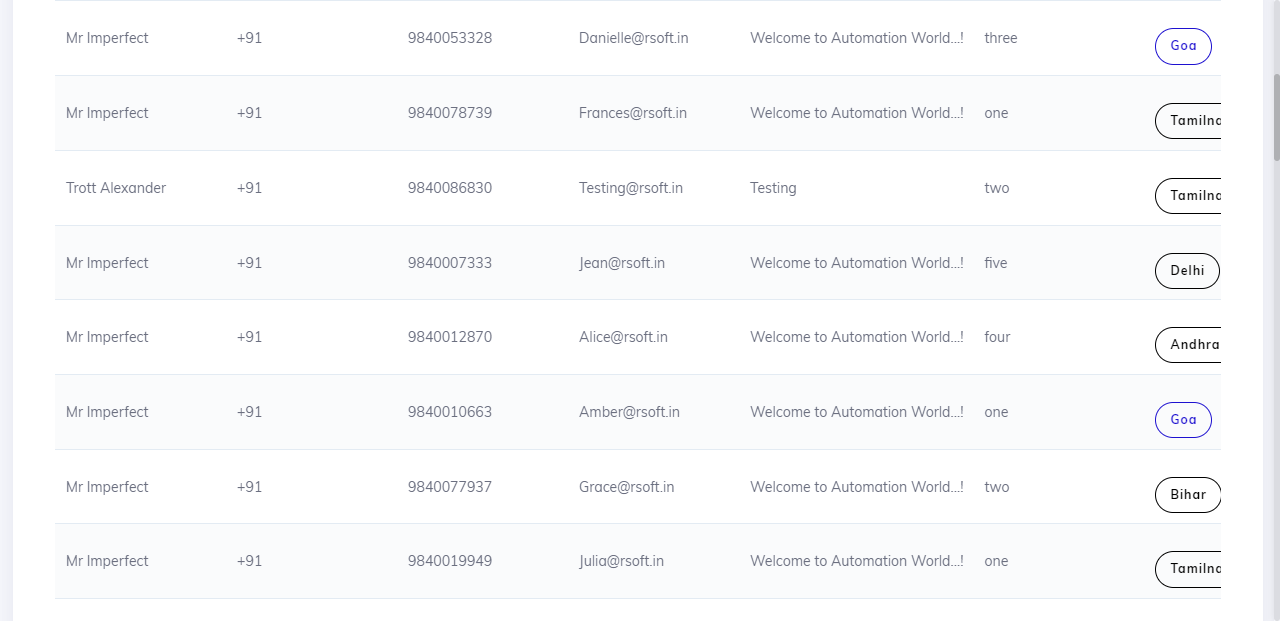 Mr Imperfect +91 9840053328 Danielle@rsoft.in Welcome to Automation World...! three Goa
Mr Imperfect +91 9840078739 Frances@rsoft.in Welcome to Automation World...! one Tamilna
Trott Alexander +91 9840086830 Testing@rsoft.in Testing two Tamilna
Mr Imperfect +91 9840007333 Jean@rsoft.in Welcome to Automation World...! five Delhi
Mr Imperfect +91 9840012870 Alice@rsoft.in Welcome to Automation World...! four Andhra
Mr Imperfect +91 9840010663 Amber@rsoft.in Welcome to Automation World...! one Goa
Mr Imperfect +91 9840077937 Grace@rsoft.in Welcome to Automation World...! two Bihar
Mr Imperfect +91 9840019949 Julia@rsoft.in Welcome to Automation World...! one Tamilna